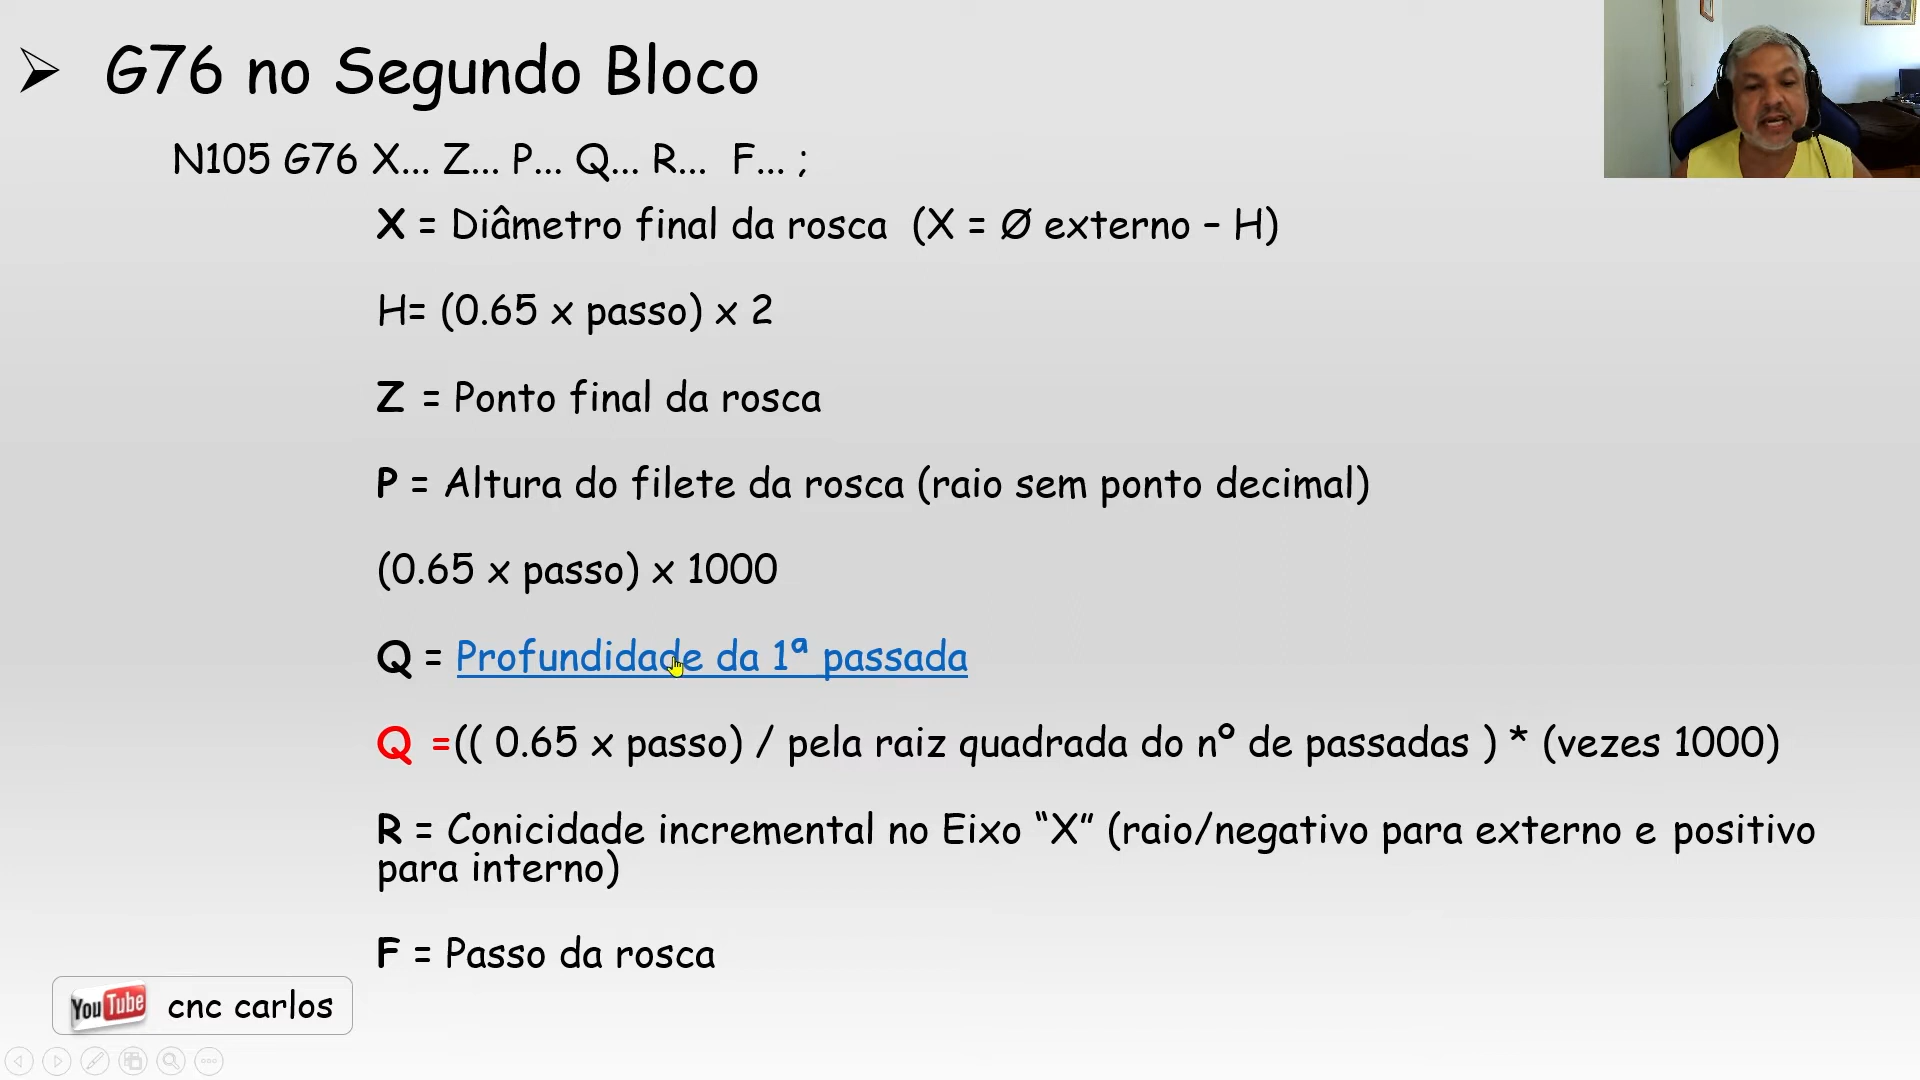 G76 no Segundo Bloco
N105 G76 X... Z... P... Q... R... F... ;
X = Diâmetro final da rosca (X = Ø externo – H)
H= (0.65 x passo) x 2
Z = Ponto final da rosca
P = Altura do filete da rosca (raio sem ponto decimal)
(0.65 x passo) x 1000
Q = Profundidade da 1ª passada
Q =(( 0.65 x passo) / pela raiz quadrada do nº de passadas ) * (vezes 1000)
R = Conicidade incremental no Eixo “X” (raio/negativo para externo e positivo
para interno)
F = Passo da rosca
YouTube cnc carlos